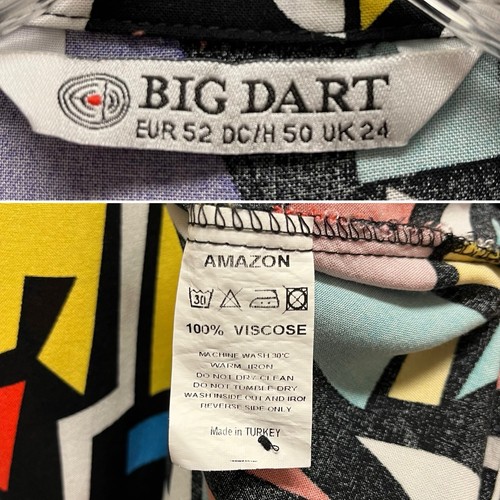 BIG DART
EUR 52 DC/H 50 UK 24
AMAZON
30
100% VISCOSE
MACHINE WASH 30°C
WARM IRON
DO NOT DRY CLEAN
DO NOT TUMBLE DRY
WASH INSIDE OUT AND IRON
REVERSE SIDE ONLY
Made in TURKEY